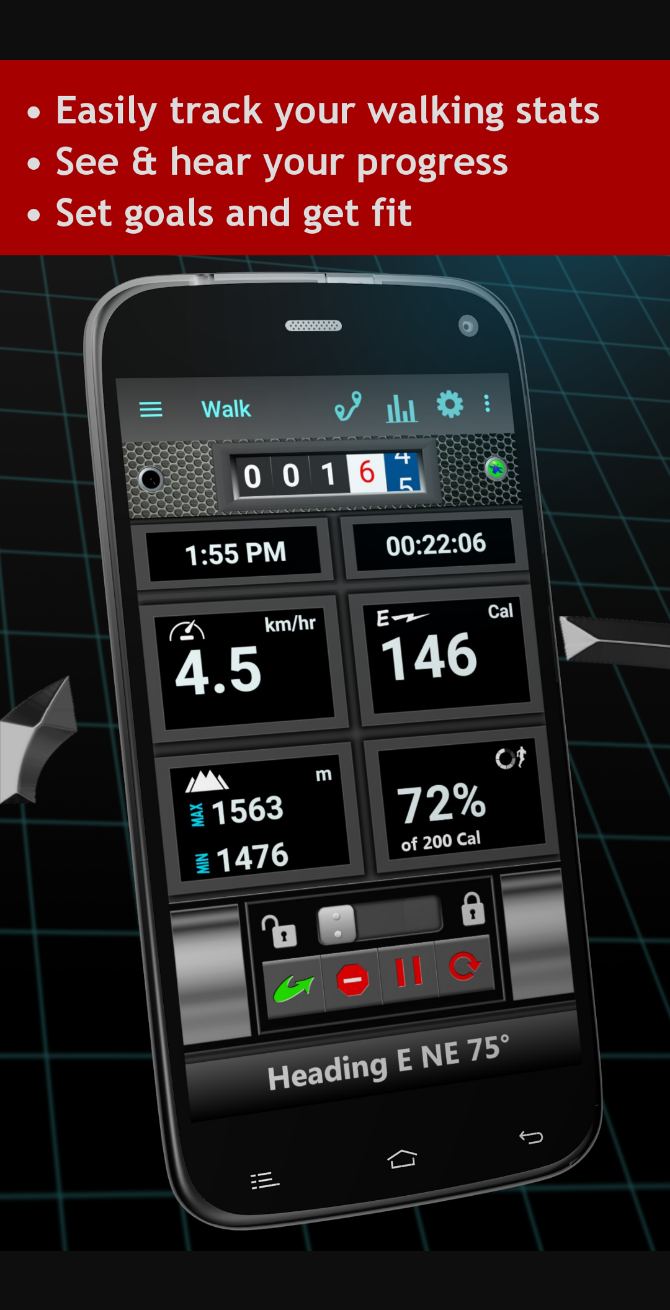 • Easily track your walking stats
• See & hear your progress
• Set goals and get fit
Walk
0 0 1 6 4 5
1:55 PM
00:22:06
km/hr
4.5
E
Cal
146
m
MAX 1563
MIN 1476
72%
of 200 Cal
Heading E NE 75°